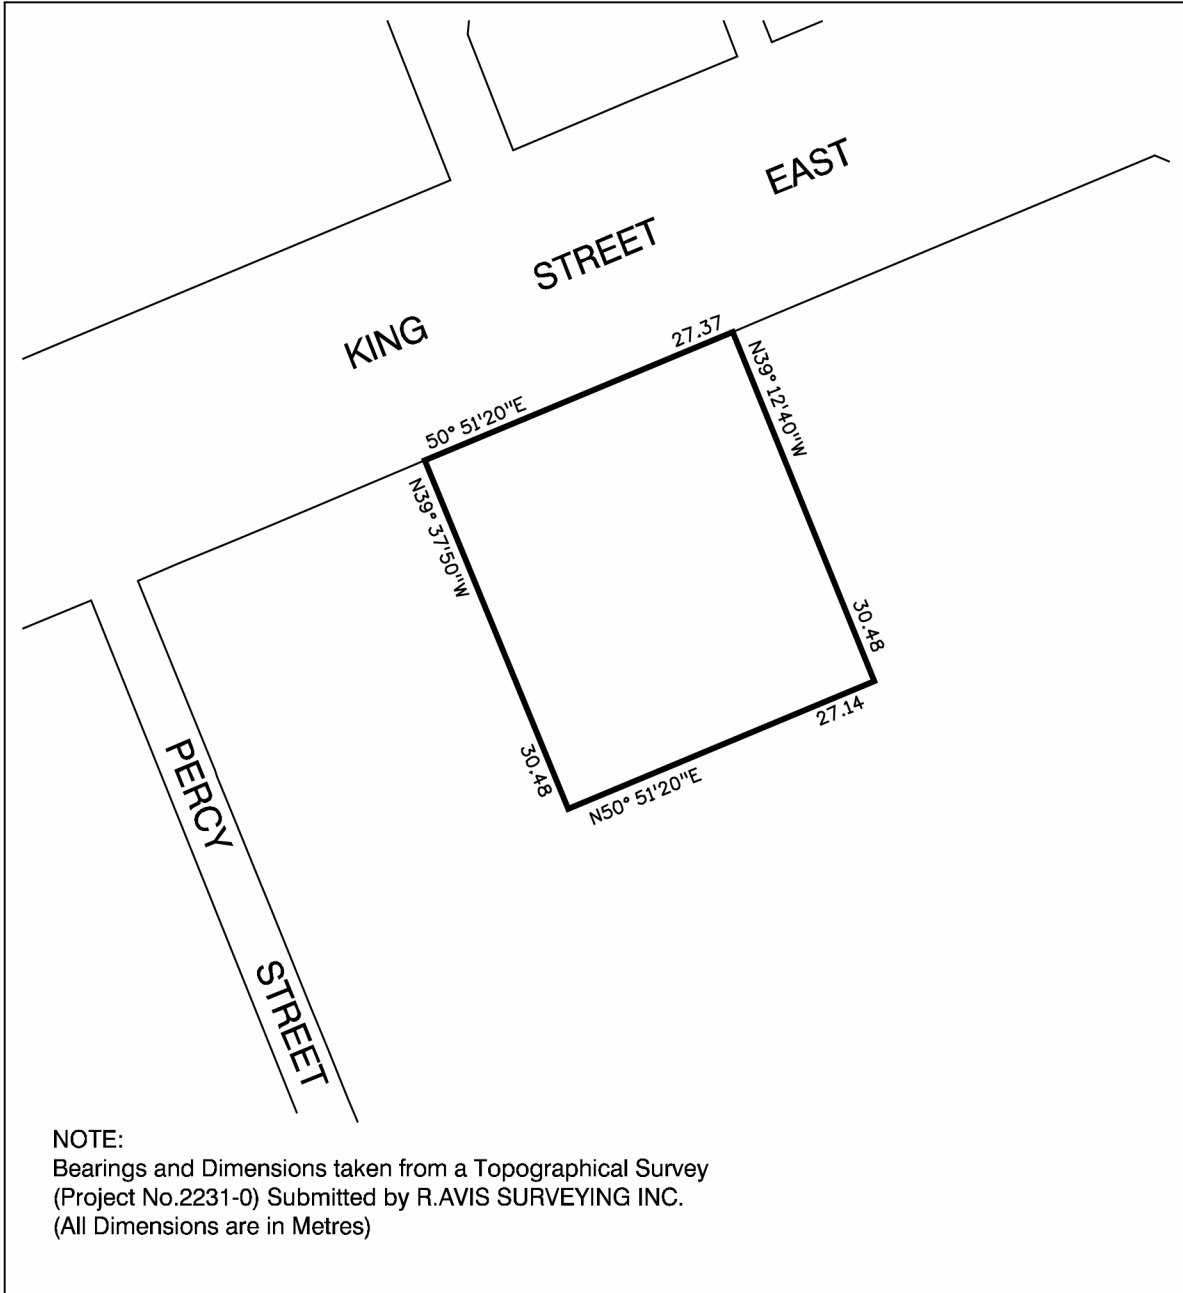 KING STREET EAST
27.37
50° 51'20"E
N39° 12'40"W
N39° 37'50"W
30.48
27.14
30.48
N50° 51'20"E
PERCY STREET
NOTE:
Bearings and Dimensions taken from a Topographical Survey
(Project No.2231-0) Submitted by R.AVIS SURVEYING INC.
(All Dimensions are in Metres)